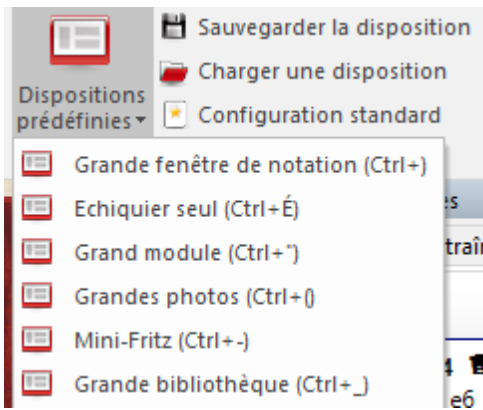 Sauvegarder la disposition
Charger une disposition
Dispositions
prédéfinies
Configuration standard
Grande fenêtre de notation (Ctrl+)
Echiquier seul (Ctrl+É)
Grand module (Ctrl+")
Grandes photos (Ctrl+()
Mini-Fritz (Ctrl+-)
Grande bibliothèque (Ctrl+_)
e6